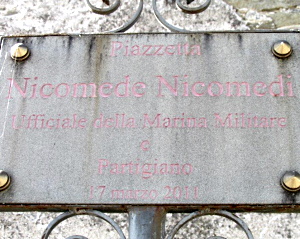 Piazzetta
Nicomede Nicomedi
Ufficiale della Marina Militare
e
Partigiano
17 marzo 2011